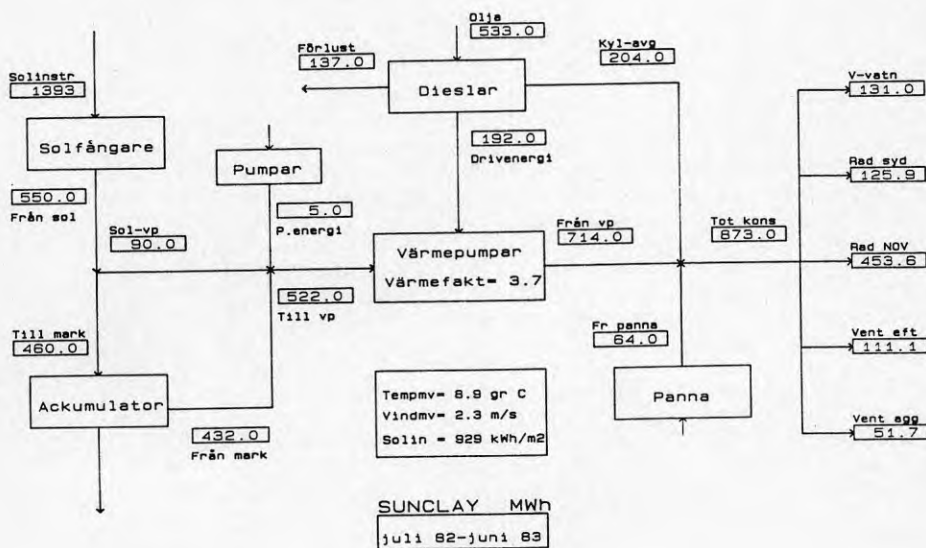 Olja
533.0
Förlust
137.0
Kyl-avg
204.0
Solinstr
1393
Dieslar
V-vatn
131.0
Solfångare
Pumpar
192.0
Drivenergi
Rad syd
125.9
550.0
Från sol
Sol-vp
90.0
5.0
P.energi
Värmepumpar
Värmefakt= 3.7
Från vp
714.0
Tot kons
873.0
Rad NOV
453.6
522.0
Till vp
Till mark
460.0
Fr panna
64.0
Vent eft
111.1
Ackumulator
Tempmv= 8.9 gr C
Vindmv= 2.3 m/s
Solin = 929 kWh/m2
Panna
432.0
Från mark
Vent agg
51.7
SUNCLAY MWh
juli 82-juni 83